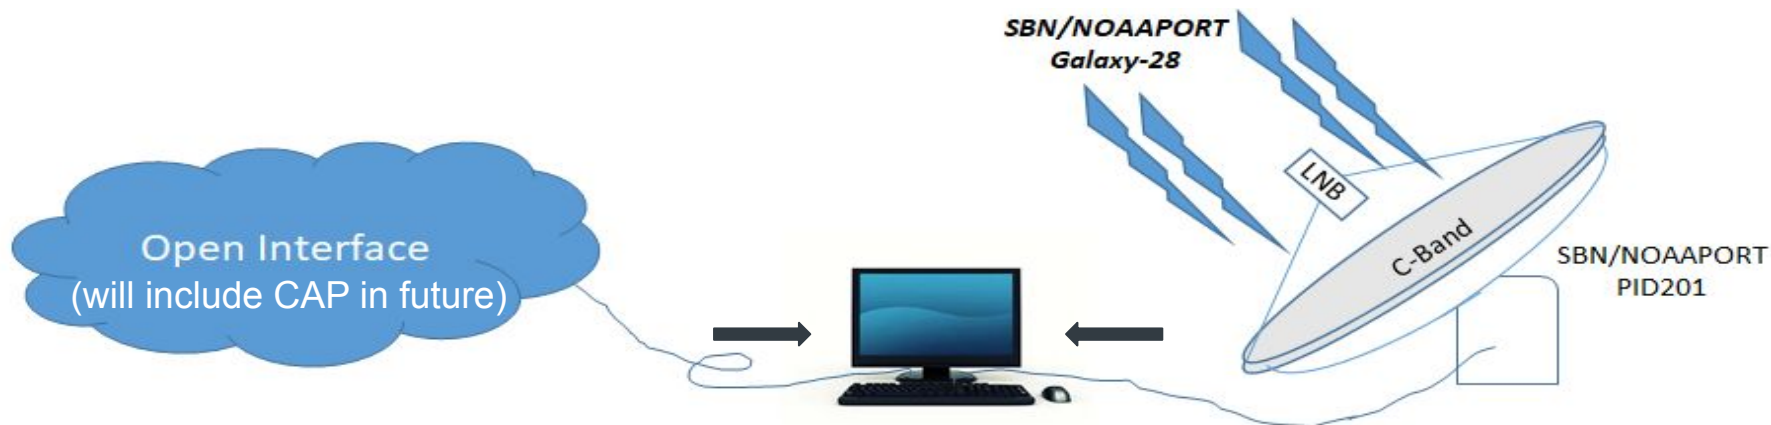 SBN/NOAAPORT
Galaxy-28
LNB
C-Band
SBN/NOAAPORT
PID201
Open Interface
(will include CAP in future)